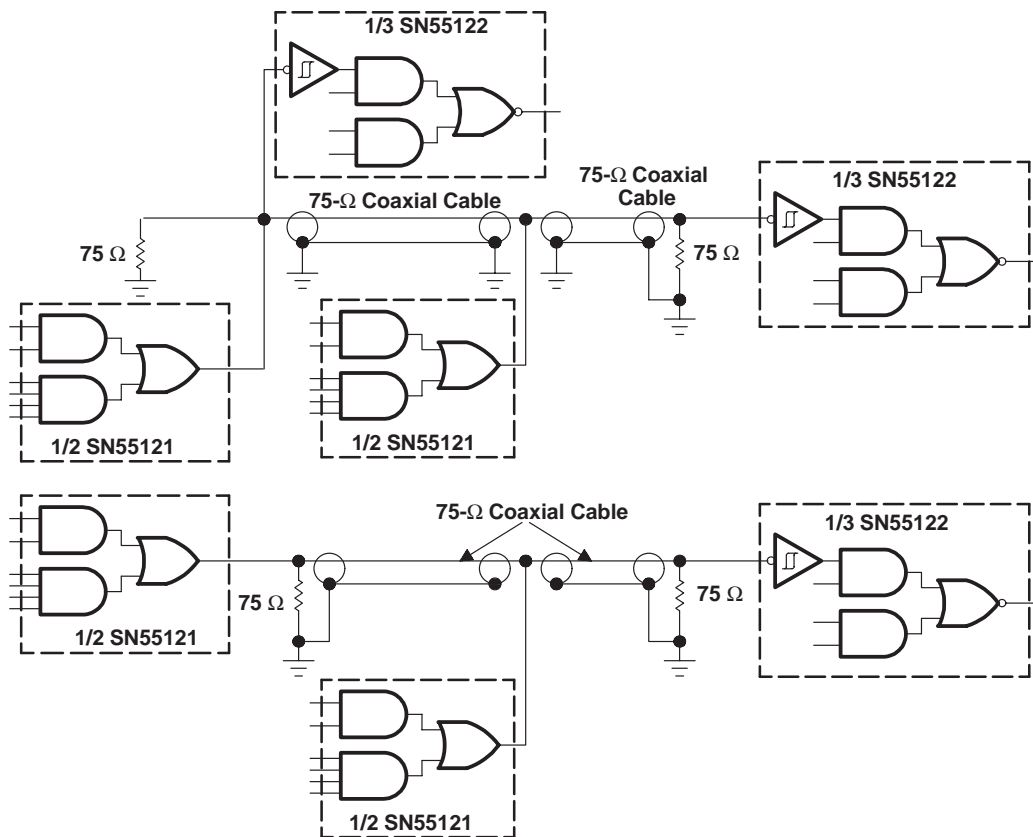 1/3 SN55122
75-Ω Coaxial Cable
75-Ω Coaxial
Cable
1/3 SN55122
75 Ω
75 Ω
1/2 SN55121
1/2 SN55121
75-Ω Coaxial Cable
1/3 SN55122
75 Ω
75 Ω
1/2 SN55121
1/2 SN55121